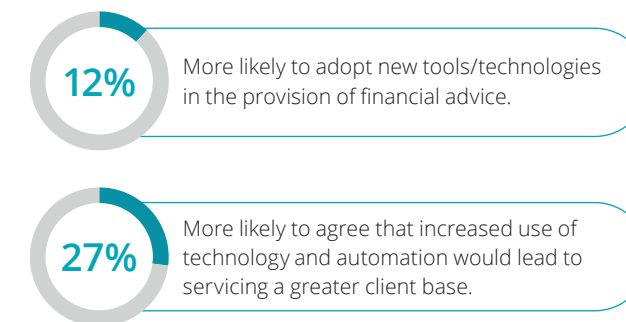 12%
More likely to adopt new tools/technologies
in the provision of financial advice.
27%
More likely to agree that increased use of
technology and automation would lead to
servicing a greater client base.